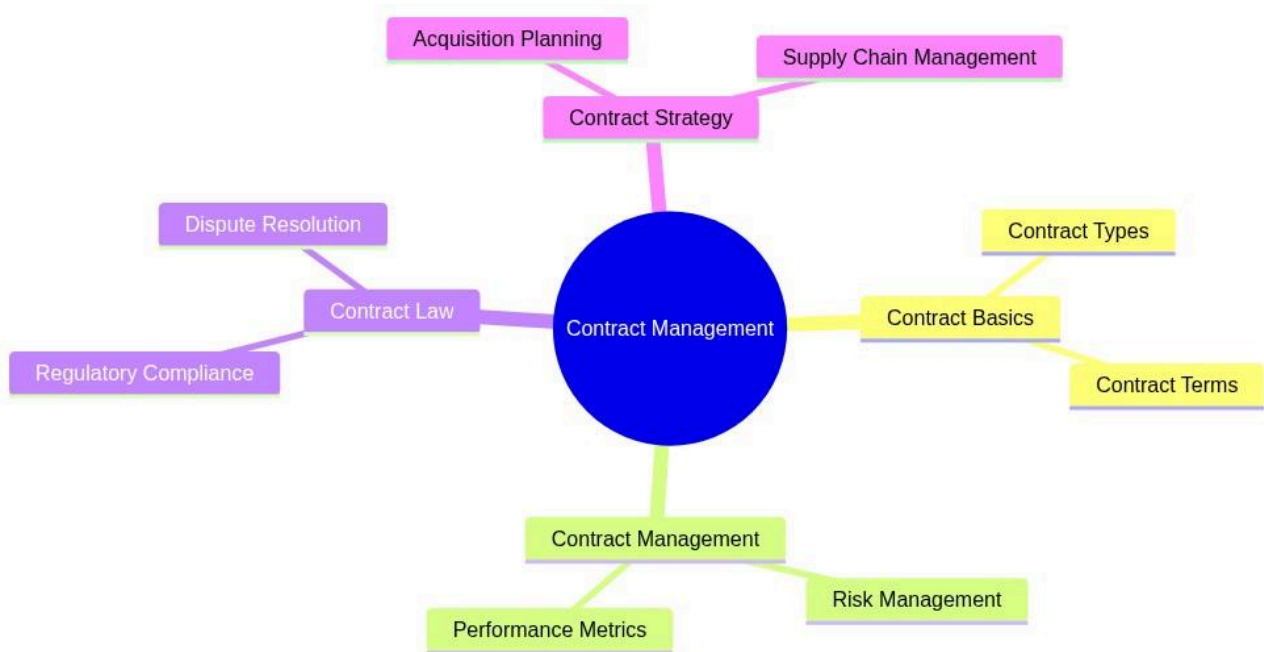 Acquisition Planning
Supply Chain Management
Contract Strategy
Dispute Resolution
Contract Types
Contract Law
Contract Management
Contract Basics
Regulatory Compliance
Contract Terms
Contract Management
Risk Management
Performance Metrics